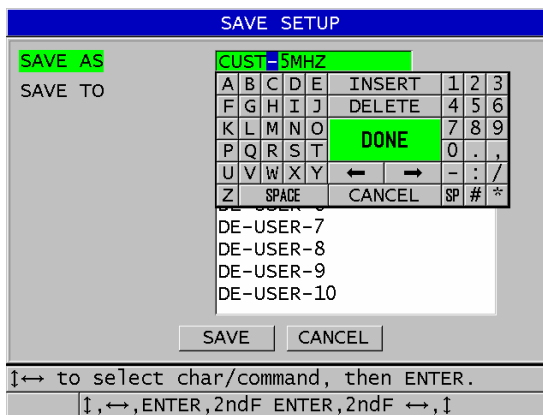 SAVE SETUP
SAVE AS CUST-5MHZ
SAVE TO
A B C D E INSERT 1 2 3
F G H I J DELETE 4 5 6
K L M N O DONE 7 8 9
P Q R S T 0 . ,
U V W X Y ← → - : /
Z SPACE CANCEL SP # *
DE-USER-7
DE-USER-8
DE-USER-9
DE-USER-10
SAVE CANCEL
↕↔ to select char/command, then ENTER.
↕,↔,ENTER,2ndF ENTER,2ndF ↔,↕